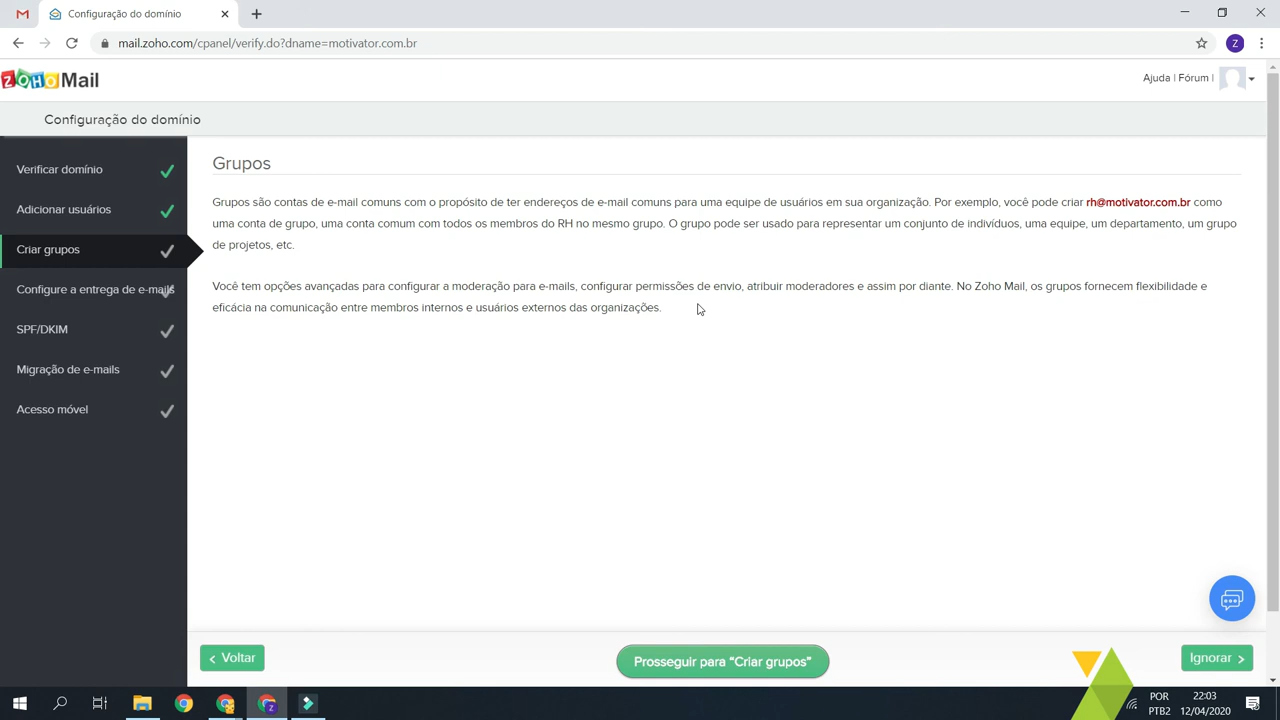 Configuração do domínio
mail.zoho.com/cpanel/verify.do?dname=motivator.com.br
Z
ZOHO Mail
Ajuda | Fórum |
Configuração do domínio
Verificar domínio
Adicionar usuários
Criar grupos
Configure a entrega de e-mails
SPF/DKIM
Migração de e-mails
Acesso móvel
Grupos
Grupos são contas de e-mail comuns com o propósito de ter endereços de e-mail comuns para uma equipe de usuários em sua organização. Por exemplo, você pode criar rh@motivator.com.br como
uma conta de grupo, uma conta comum com todos os membros do RH no mesmo grupo. O grupo pode ser usado para representar um conjunto de indivíduos, uma equipe, um departamento, um grupo
de projetos, etc.
Você tem opções avançadas para configurar a moderação para e-mails, configurar permissões de envio, atribuir moderadores e assim por diante. No Zoho Mail, os grupos fornecem flexibilidade e
eficácia na comunicação entre membros internos e usuários externos das organizações.
Voltar
Prosseguir para “Criar grupos”
Ignorar
POR
PTB2
22:03
12/04/2020